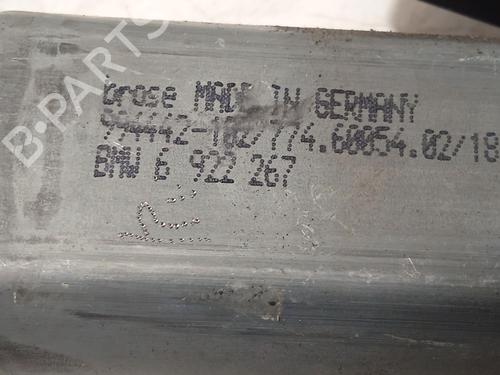 brose MADE IN GERMANY
994442-102/774.60054.02/18
BMW 6 922 267
B-PARTS